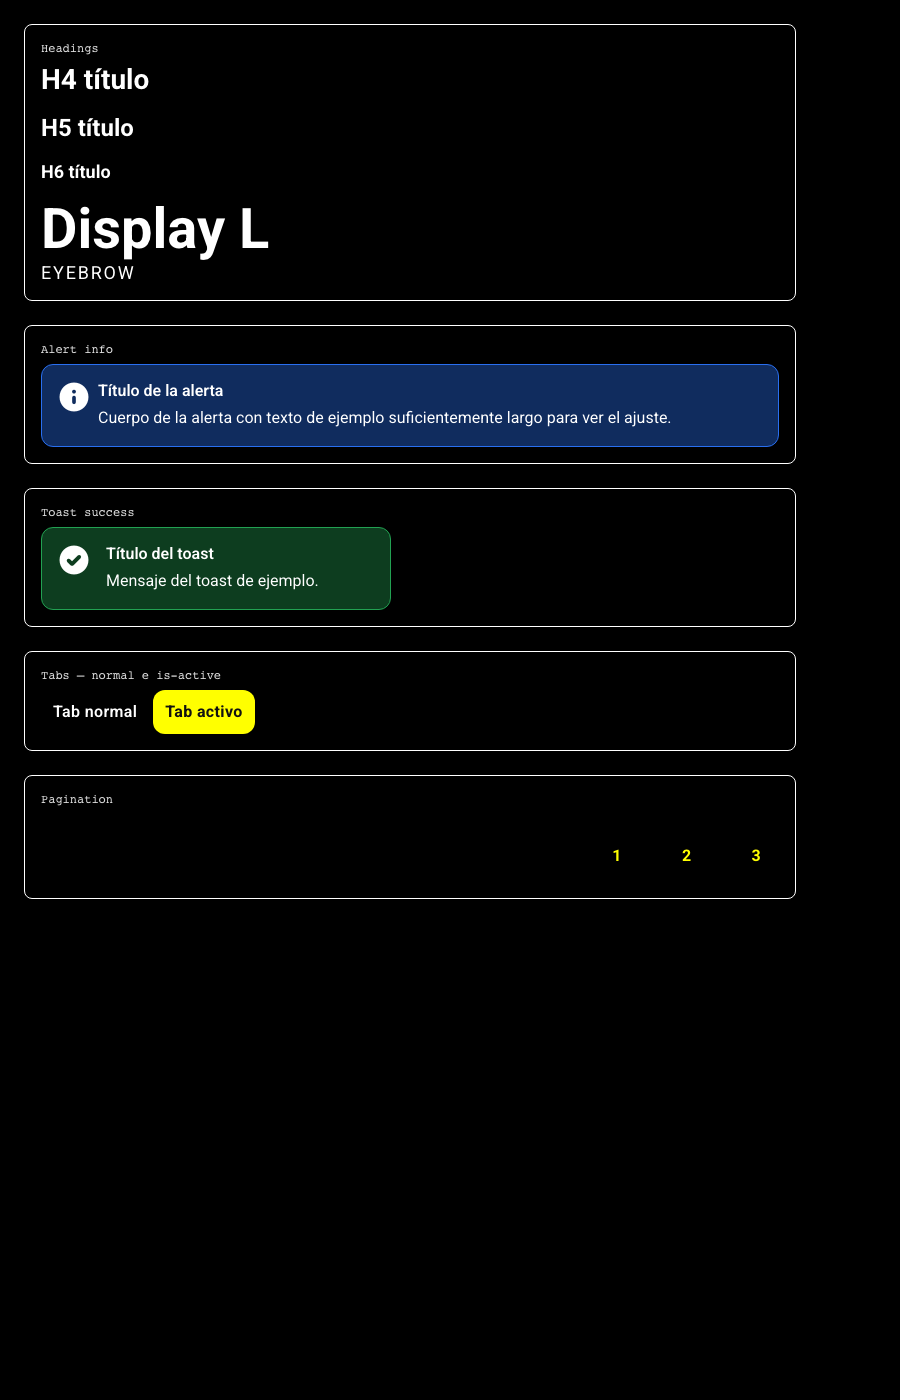 Headings
H4 título
H5 título
H6 título
Display L
EYEBROW
Alert info
Título de la alerta
Cuerpo de la alerta con texto de ejemplo suficientemente largo para ver el ajuste.
Toast success
Título del toast
Mensaje del toast de ejemplo.
Tabs — normal e is-active
Tab normal Tab activo
Pagination
1 2 3